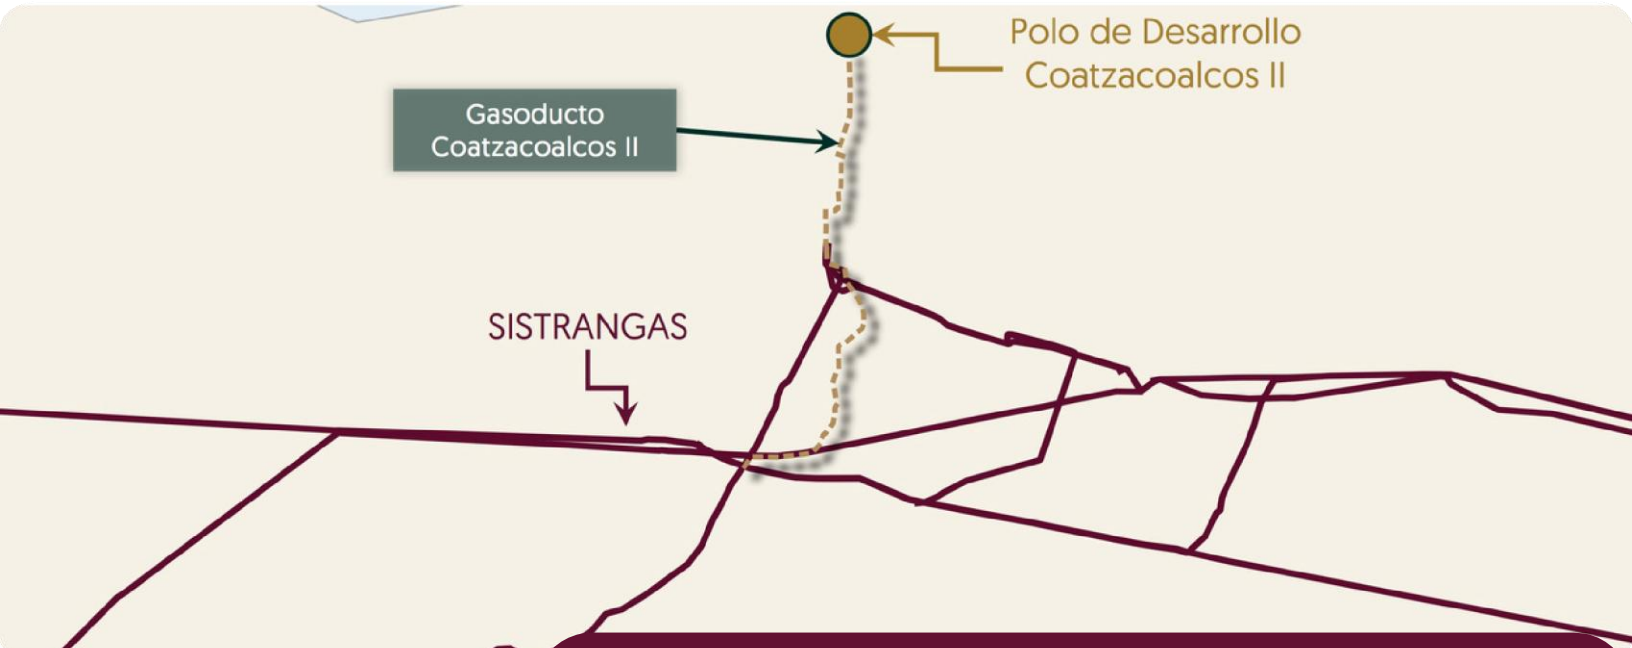 Polo de Desarrollo
Coatzacoalcos II
Gasoducto
Coatzacoalcos II
SISTRANGAS